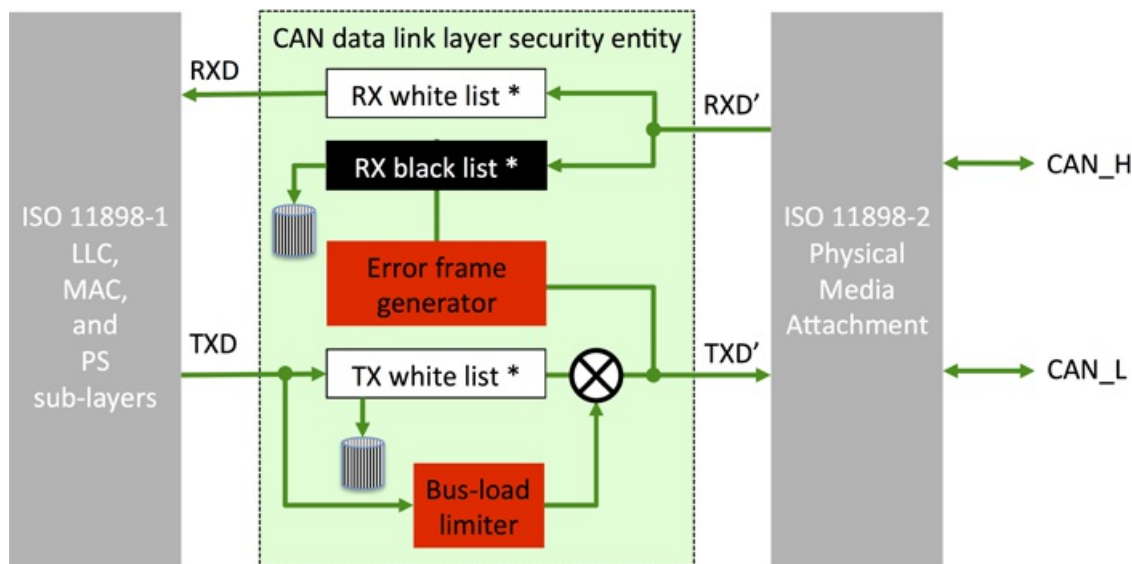 CAN data link layer security entity
RXD
RX white list *
RXD’
RX black list *
CAN_H
ISO 11898-1
LLC,
MAC,
and
PS
sub-layers
ISO 11898-2
Physical
Media
Attachment
Error frame
generator
TXD
TX white list *
TXD’
CAN_L
Bus-load
limiter